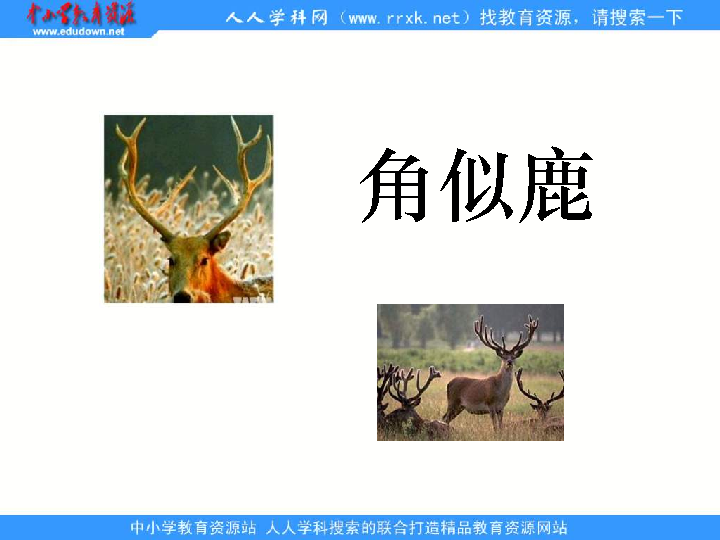 中小学教育资源
www.edudown.net
人人学科网（www.rrxk.net）找教育资源，请搜索一下
角似鹿
中小学教育资源站 人人学科搜索的联合打造精品教育资源网站